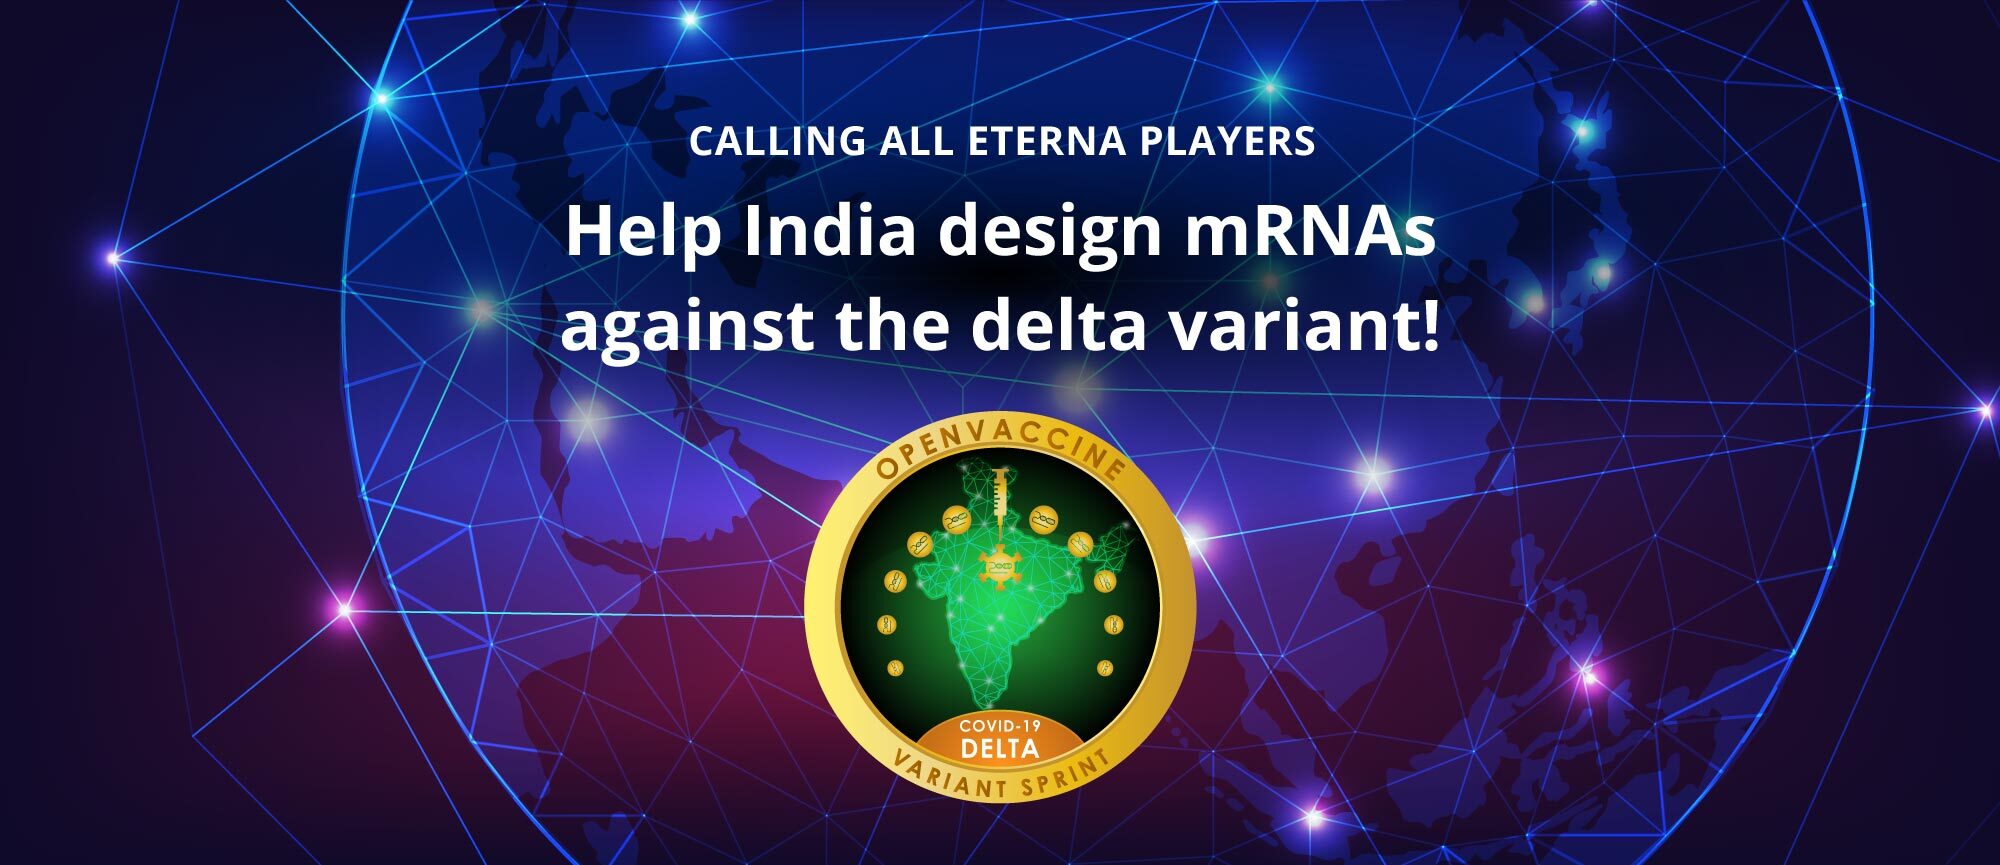 CALLING ALL ETERNA PLAYERS
Help India design mRNAs
against the delta variant!
OPENVACCINE
COVID-19
DELTA
VARIANT SPRINT